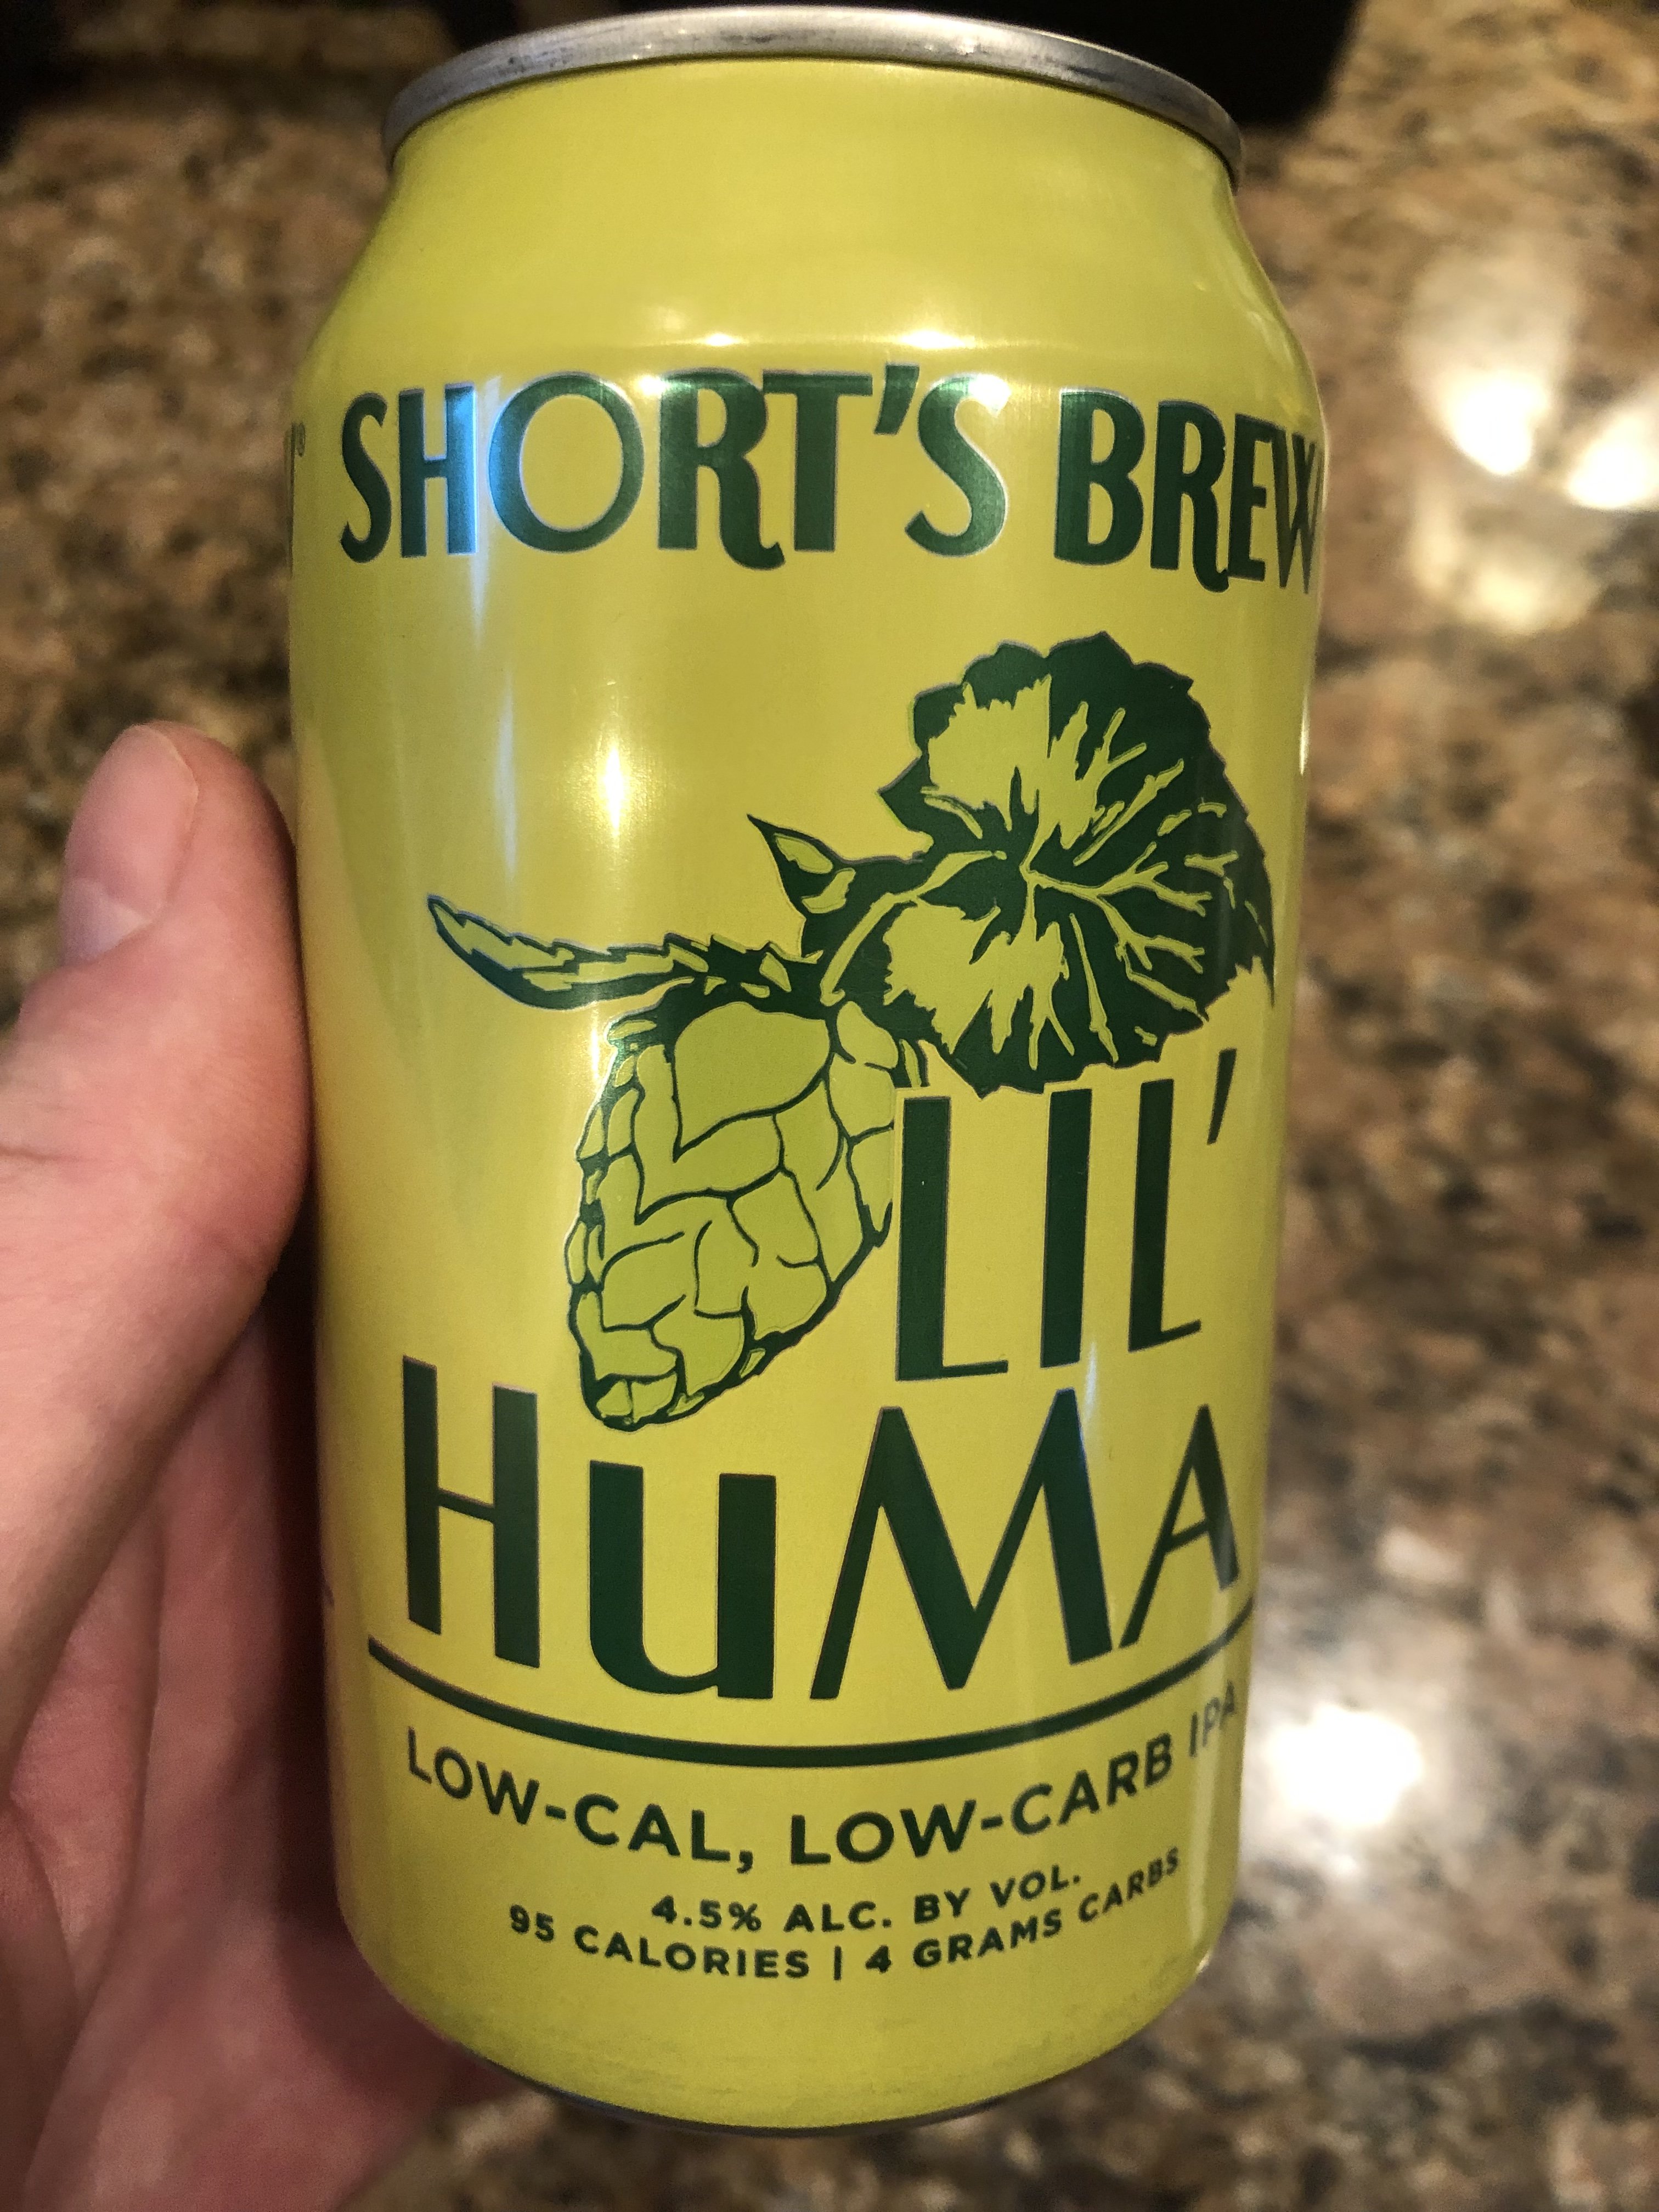 SHORT'S BREW
LIL'
HuMA
LOW-CAL, LOW-CARB IPA
4.5% ALC. BY VOL.
95 CALORIES | 4 GRAMS CARBS